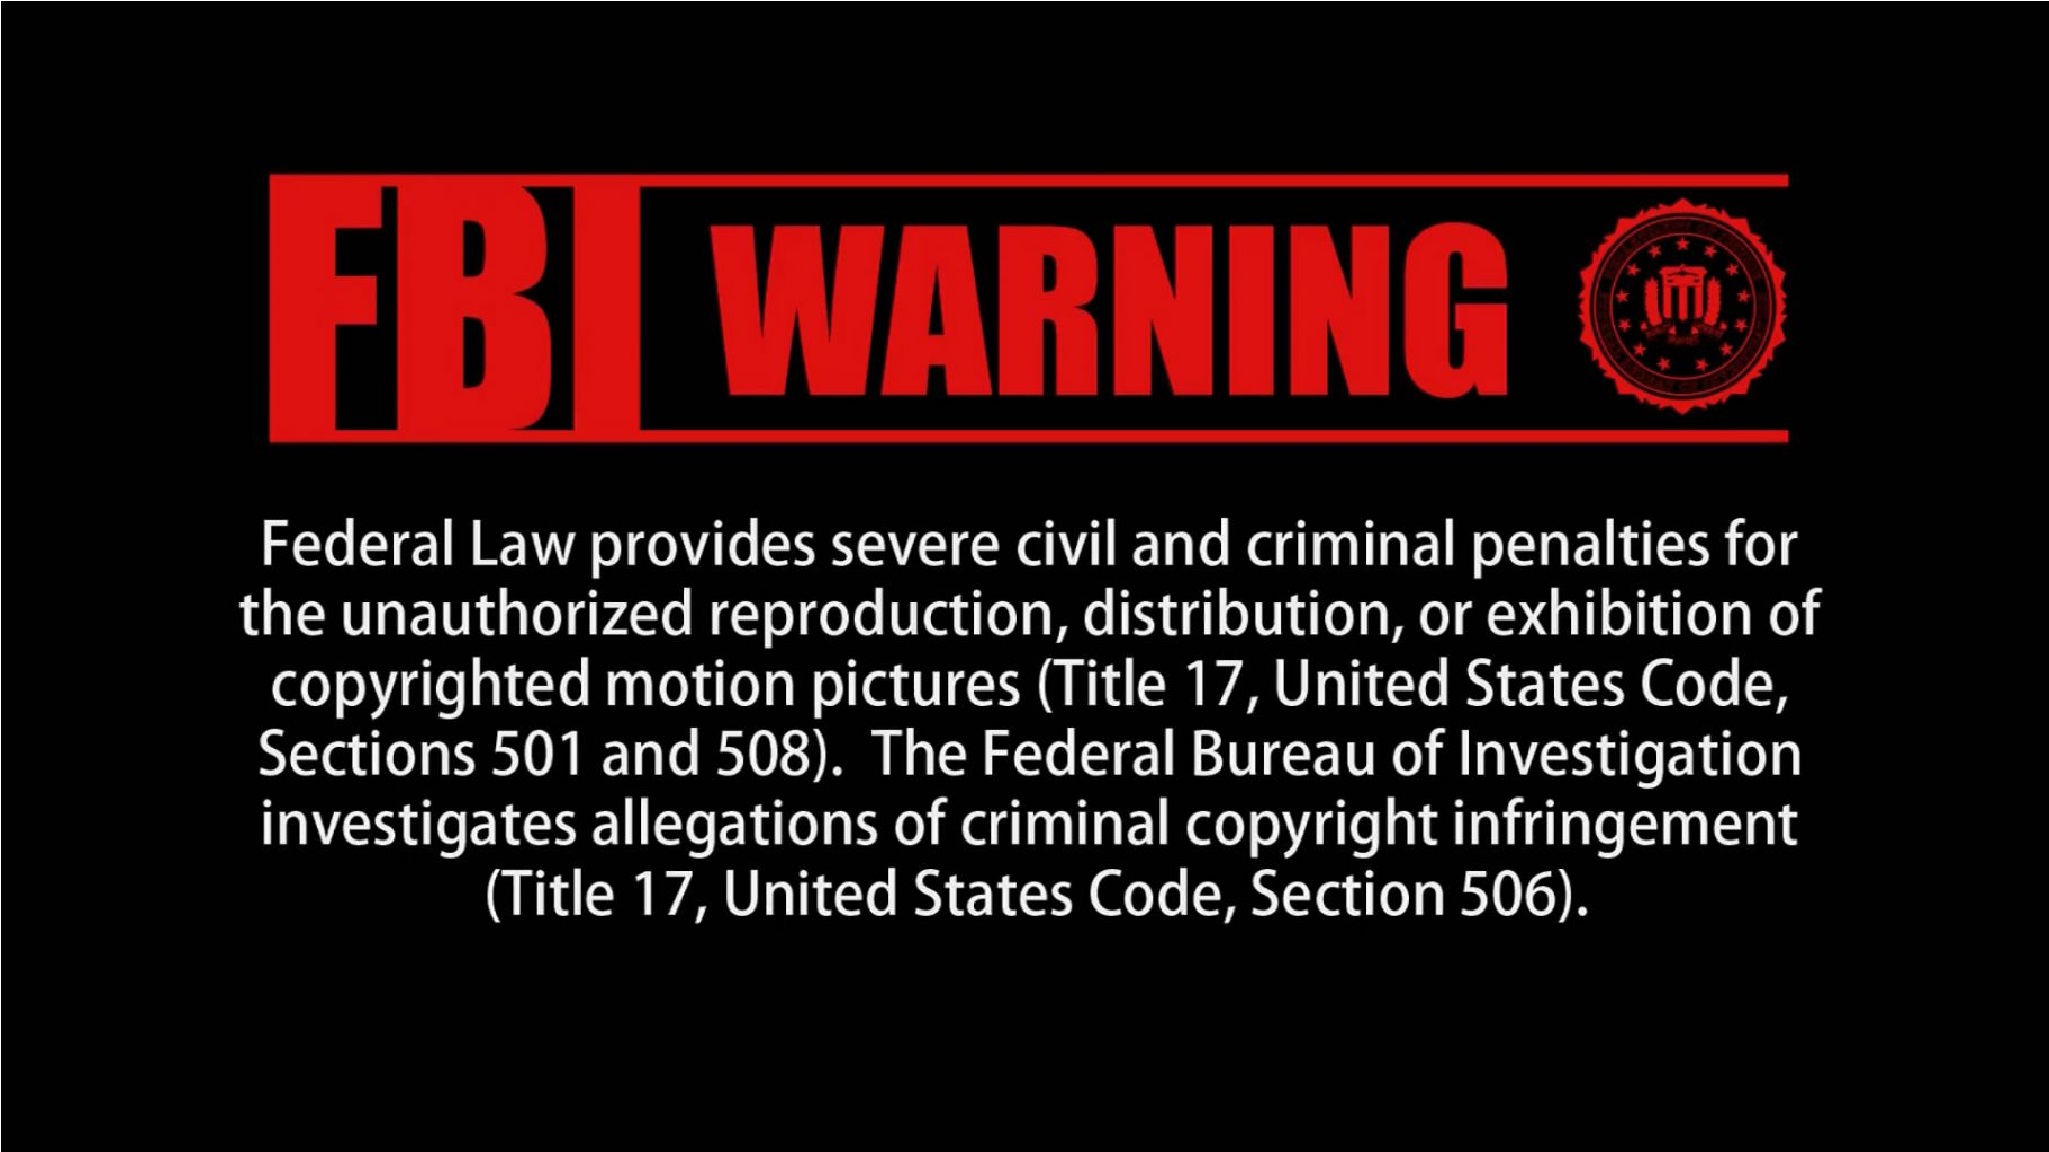 FBI WARNING
Federal Law provides severe civil and criminal penalties for
the unauthorized reproduction, distribution, or exhibition of
copyrighted motion pictures (Title 17, United States Code,
Sections 501 and 508).  The Federal Bureau of Investigation
investigates allegations of criminal copyright infringement
(Title 17, United States Code, Section 506).